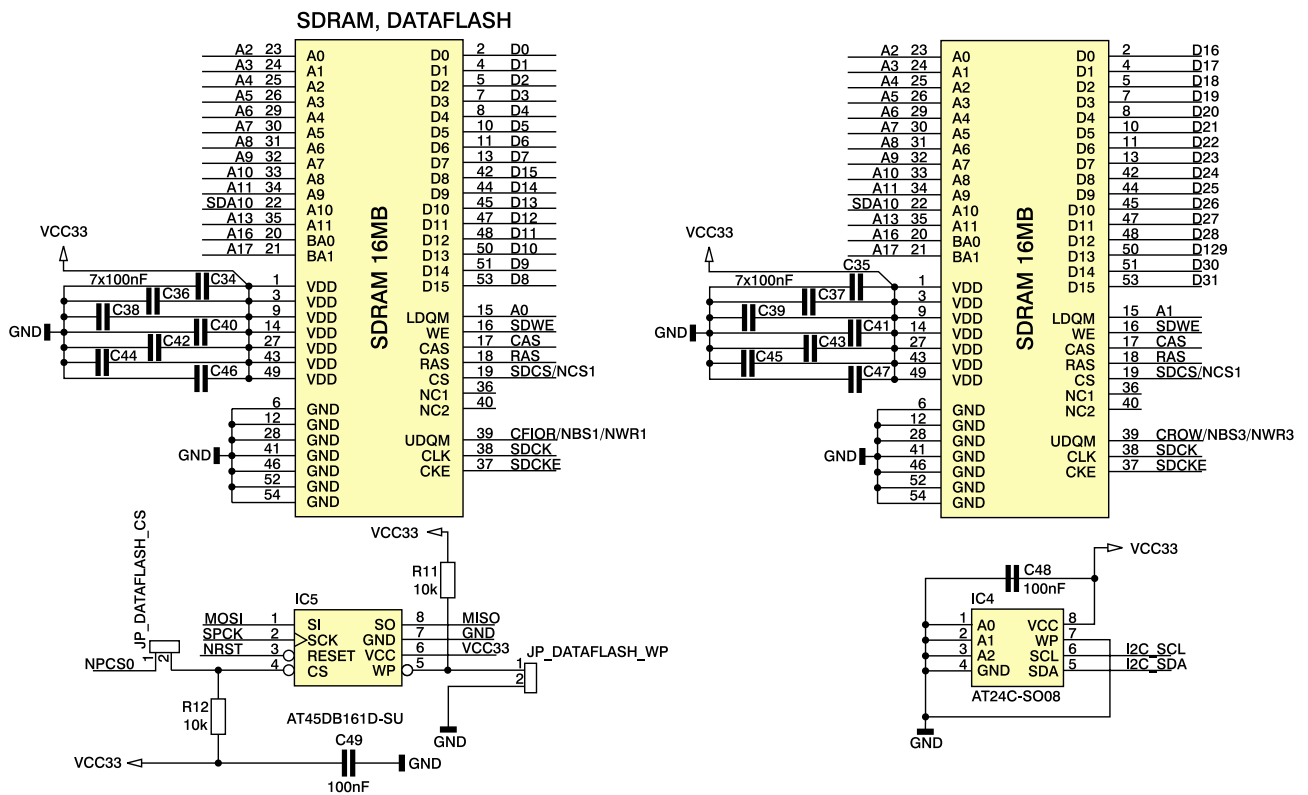 SDRAM, DATAFLASH
A2 23 A0 D0 2 D0
A3 24 A1 D1 4 D1
A4 25 A2 D2 5 D2
A5 26 A3 D3 7 D3
A6 29 A4 D4 8 D4
A7 30 A5 D5 10 D5
A8 31 A6 D6 11 D6
A9 32 A7 D7 13 D7
A10 33 A8 D8 42 D15
A11 34 A9 D9 44 D14
SDA10 22 A10 D10 45 D13
A13 35 A11 D11 47 D12
A16 20 BA0 D12 48 D11
A17 21 BA1 D13 50 D10
D14 51 D9
D15 53 D8
SDRAM 16MB
VCC33
7x100nF
C34
C36
C38
C40
C42
C44
C46
GND
1 VDD
3 VDD
9 VDD
14 VDD
27 VDD
43 VDD
49 VDD
LDQM 15 A0
WE 16 SDWE
CAS 17 CAS
RAS 18 RAS
CS 19 SDCS/NCS1
NC1 36
NC2 40
6 GND
12 GND
28 GND
41 GND
46 GND
52 GND
54 GND
GND
UDQM 39 CFIOR/NBS1/NWR1
CLK 38 SDCK
CKE 37 SDCKE
A2 23 A0 D0 2 D16
A3 24 A1 D1 4 D17
A4 25 A2 D2 5 D18
A5 26 A3 D3 7 D19
A6 29 A4 D4 8 D20
A7 30 A5 D5 10 D21
A8 31 A6 D6 11 D22
A9 32 A7 D7 13 D23
A10 33 A8 D8 42 D24
A11 34 A9 D9 44 D25
SDA10 22 A10 D10 45 D26
A13 35 A11 D11 47 D27
A16 20 BA0 D12 48 D28
A17 21 BA1 D13 50 D129
D14 51 D30
D15 53 D31
SDRAM 16MB
VCC33
7x100nF
C35
C37
C39
C41
C43
C45
C47
GND
1 VDD
3 VDD
9 VDD
14 VDD
27 VDD
43 VDD
49 VDD
LDQM 15 A1
WE 16 SDWE
CAS 17 CAS
RAS 18 RAS
CS 19 SDCS/NCS1
NC1 36
NC2 40
6 GND
12 GND
28 GND
41 GND
46 GND
52 GND
54 GND
GND
UDQM 39 CROW/NBS3/NWR3
CLK 38 SDCK
CKE 37 SDCKE
JP_DATAFLASH_CS
1
2
NPCS0
VCC33
R11
10k
IC5
MOSI 1 SI SO 8 MISO
SPCK 2 SCK GND 7 GND
NRST 3 RESET VCC 6 VCC33
4 CS WP 5
JP_DATAFLASH_WP
1
2
R12
10k
AT45DB161D-SU
GND
VCC33
C49
100nF
GND
VCC33
C48
100nF
IC4
1 A0 VCC 8
2 A1 WP 7
3 A2 SCL 6 I2C_SCL
4 GND SDA 5 I2C_SDA
AT24C-SO08
GND